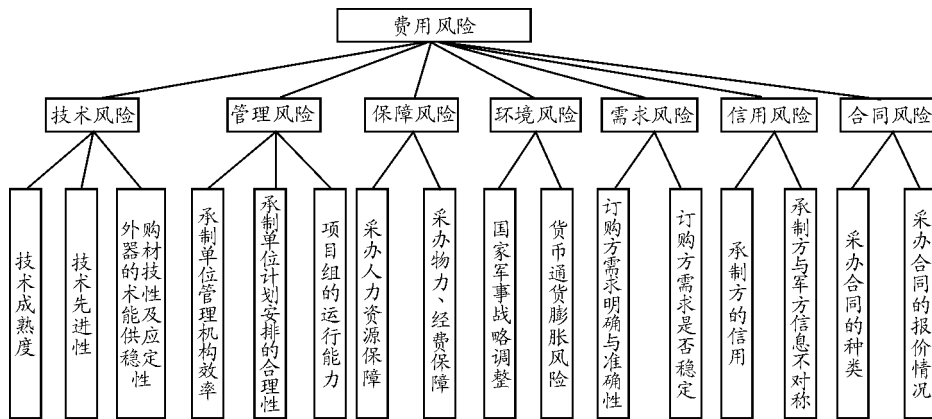 费用风险
技术风险
管理风险
保障风险
环境风险
需求风险
信用风险
合同风险
技术成熟度
技术先进性
外购器材的技术性能及供应稳定性
承制单位管理机构效率
承制单位计划安排的合理性
项目组的运行能力
采办人力资源保障
采办物力、经费保障
国家军事战略调整
货币通货膨胀风险
订购方需求明确与准确性
订购方需求是否稳定
承制方的信用
承制方与军方信息不对称
采办合同的种类
采办合同的报价情况